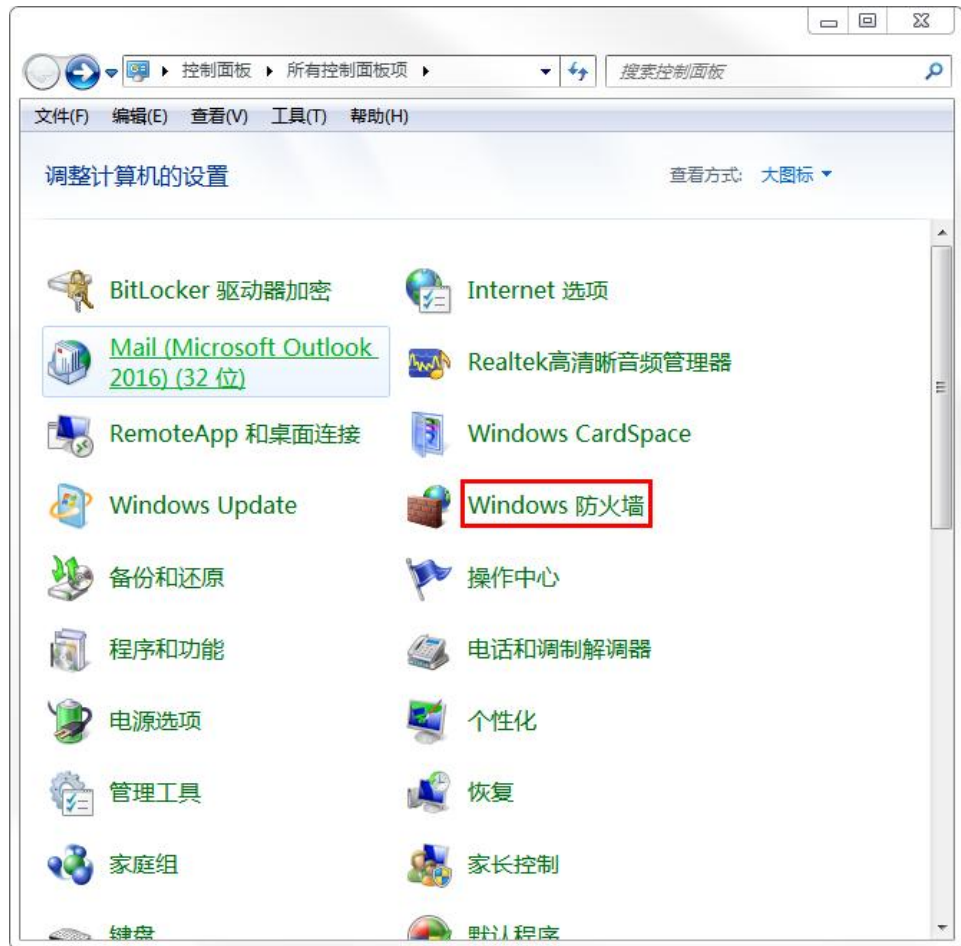 控制面板 所有控制面板项
搜索控制面板
文件(F) 编辑(E) 查看(V) 工具(T) 帮助(H)
调整计算机的设置
查看方式: 大图标
BitLocker 驱动器加密
Internet 选项
Mail (Microsoft Outlook
2016) (32 位)
Realtek高清晰音频管理器
RemoteApp 和桌面连接
Windows CardSpace
Windows Update
Windows 防火墙
备份和还原
操作中心
程序和功能
电话和调制解调器
电源选项
个性化
管理工具
恢复
家庭组
家长控制
键盘
默认程序